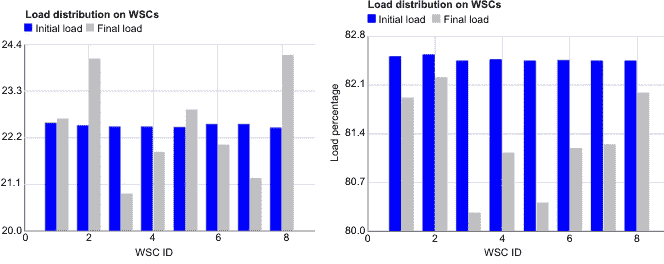 Load distribution on WSCs
Initial load Final load
24.4
23.3
22.2
21.1
20.0
0 2 4 6 8
WSC ID
Load distribution on WSCs
Initial load Final load
82.8
82.1
81.4
80.7
80.0
Load percentage
0 2 4 6 8
WSC ID